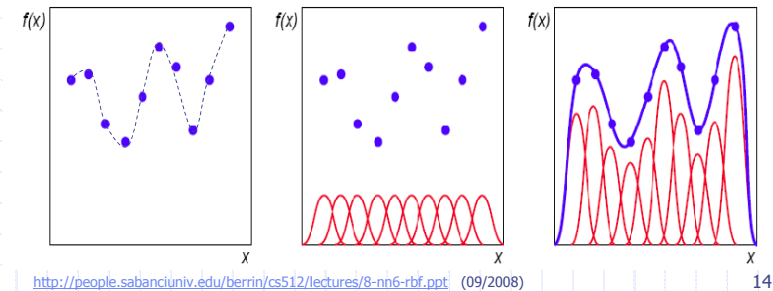 f(x)
f(x)
f(x)
x
x
x
http://people.sabanciuniv.edu/berrin/cs512/lectures/8-nn6-rbf.ppt (09/2008)
14